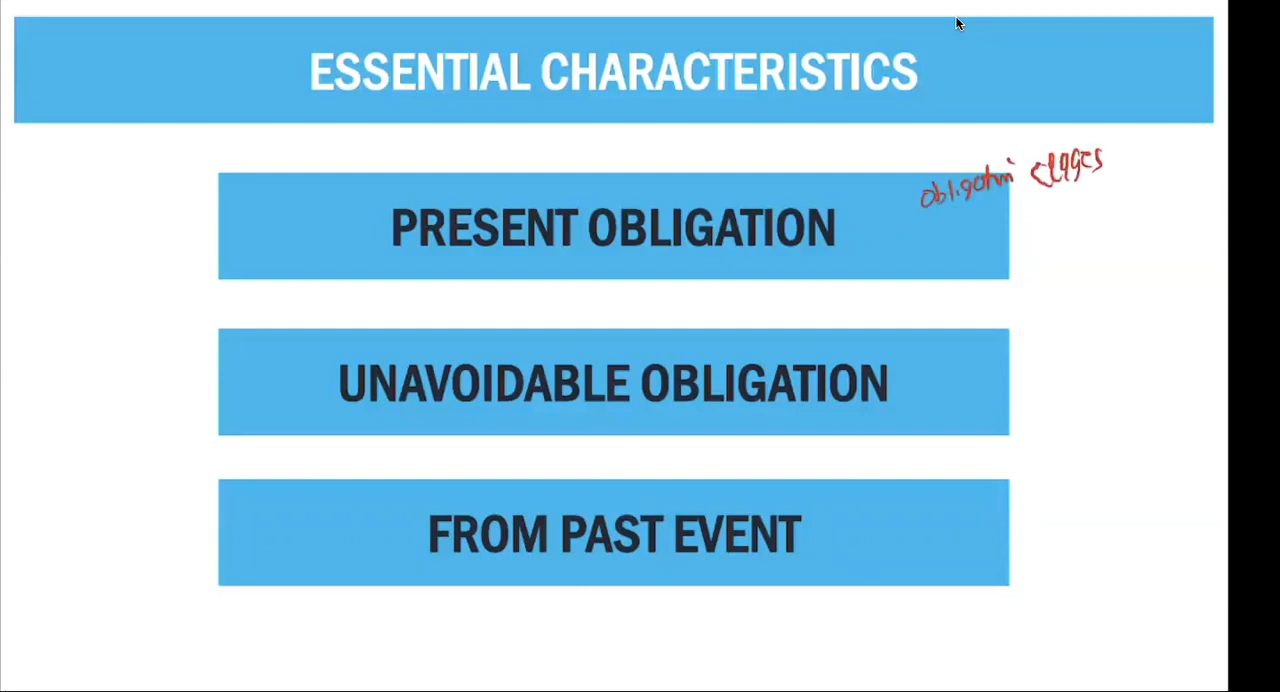 ESSENTIAL CHARACTERISTICS
obligation
PRESENT OBLIGATION
UNAVOIDABLE OBLIGATION
FROM PAST EVENT